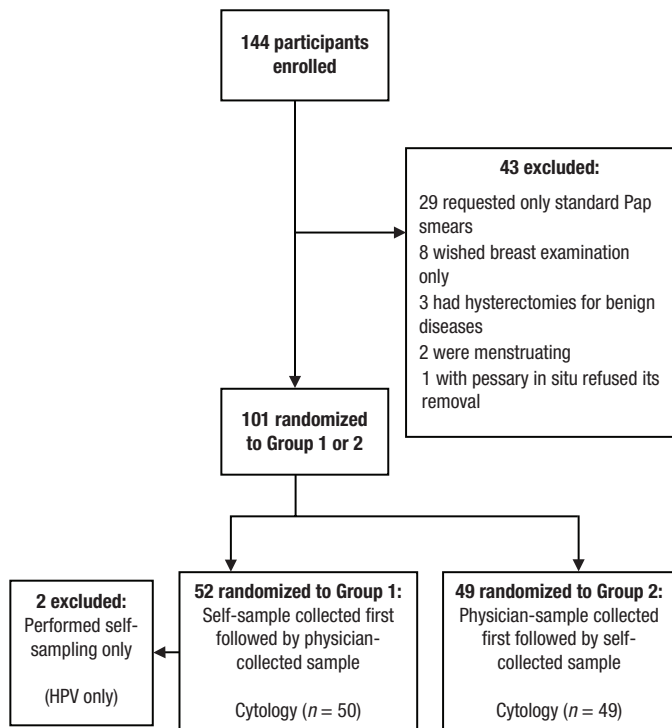 144 participants
enrolled
43 excluded:
29 requested only standard Pap
smears
8 wished breast examination
only
3 had hysterectomies for benign
diseases
2 were menstruating
1 with pessary in situ refused its
removal
101 randomized
to Group 1 or 2
2 excluded:
Performed self-
sampling only
(HPV only)
52 randomized to Group 1:
Self-sample collected first
followed by physician-
collected sample
Cytology (n = 50)
49 randomized to Group 2:
Physician-sample collected
first followed by self-
collected sample
Cytology (n = 49)